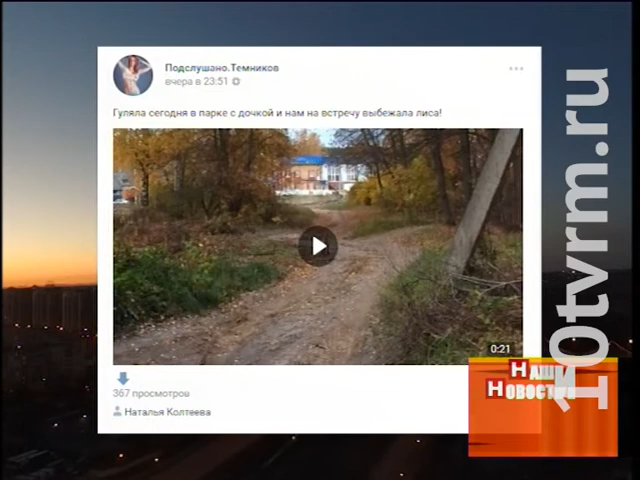 Подслушано.Темников
вчера в 23:51
Гуляла сегодня в парке с дочкой и нам на встречу выбежала лиса!
0:21
367 просмотров
Наталья Колтеева
10tvrm.ru
Наши
Новости